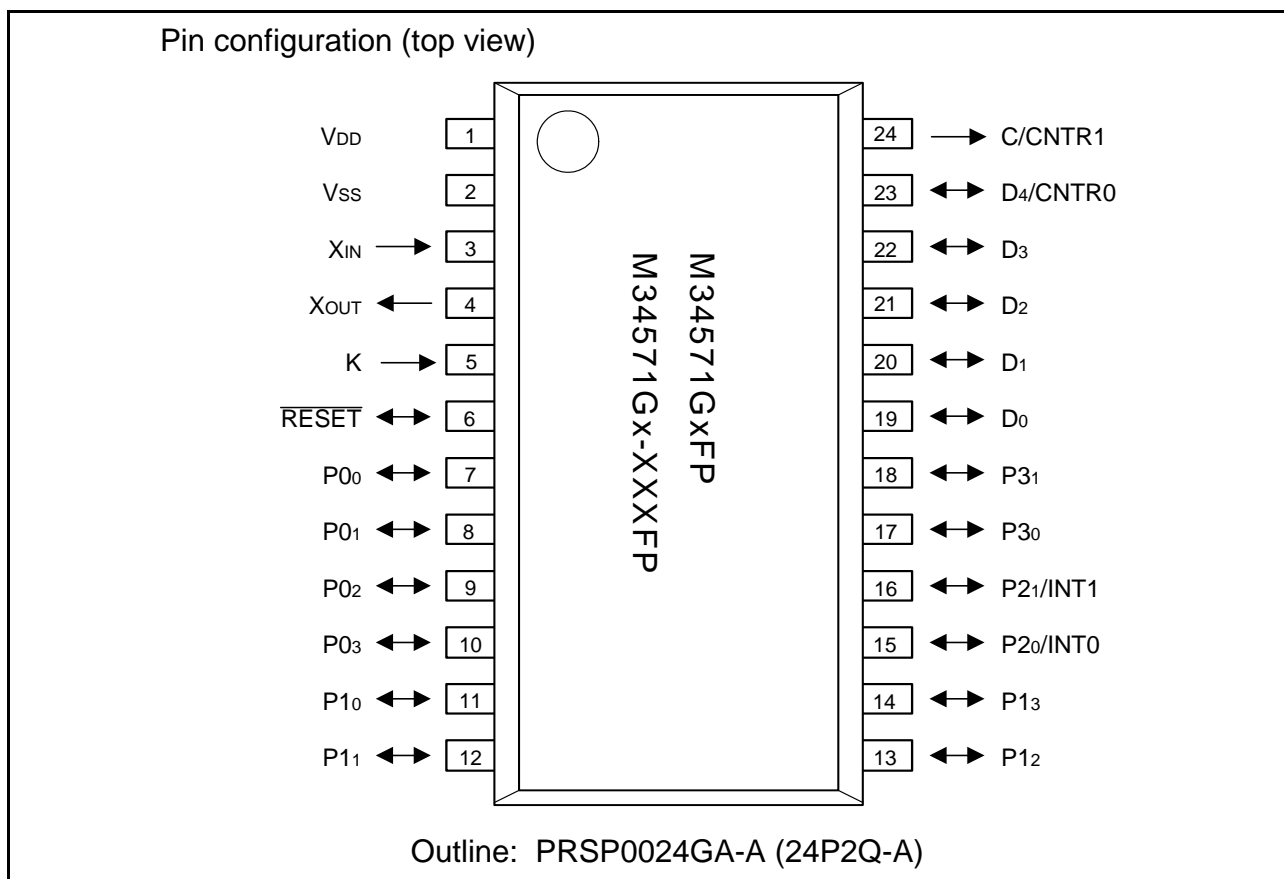 Pin configuration (top view)
VDD 1
VSS 2
XIN 3
XOUT 4
K 5
RESET 6
P00 7
P01 8
P02 9
P03 10
P10 11
P11 12
M34571GxFP
M34571Gx-XXXFP
24 C/CNTR1
23 D4/CNTR0
22 D3
21 D2
20 D1
19 D0
18 P31
17 P30
16 P21/INT1
15 P20/INT0
14 P13
13 P12
Outline: PRSP0024GA-A (24P2Q-A)